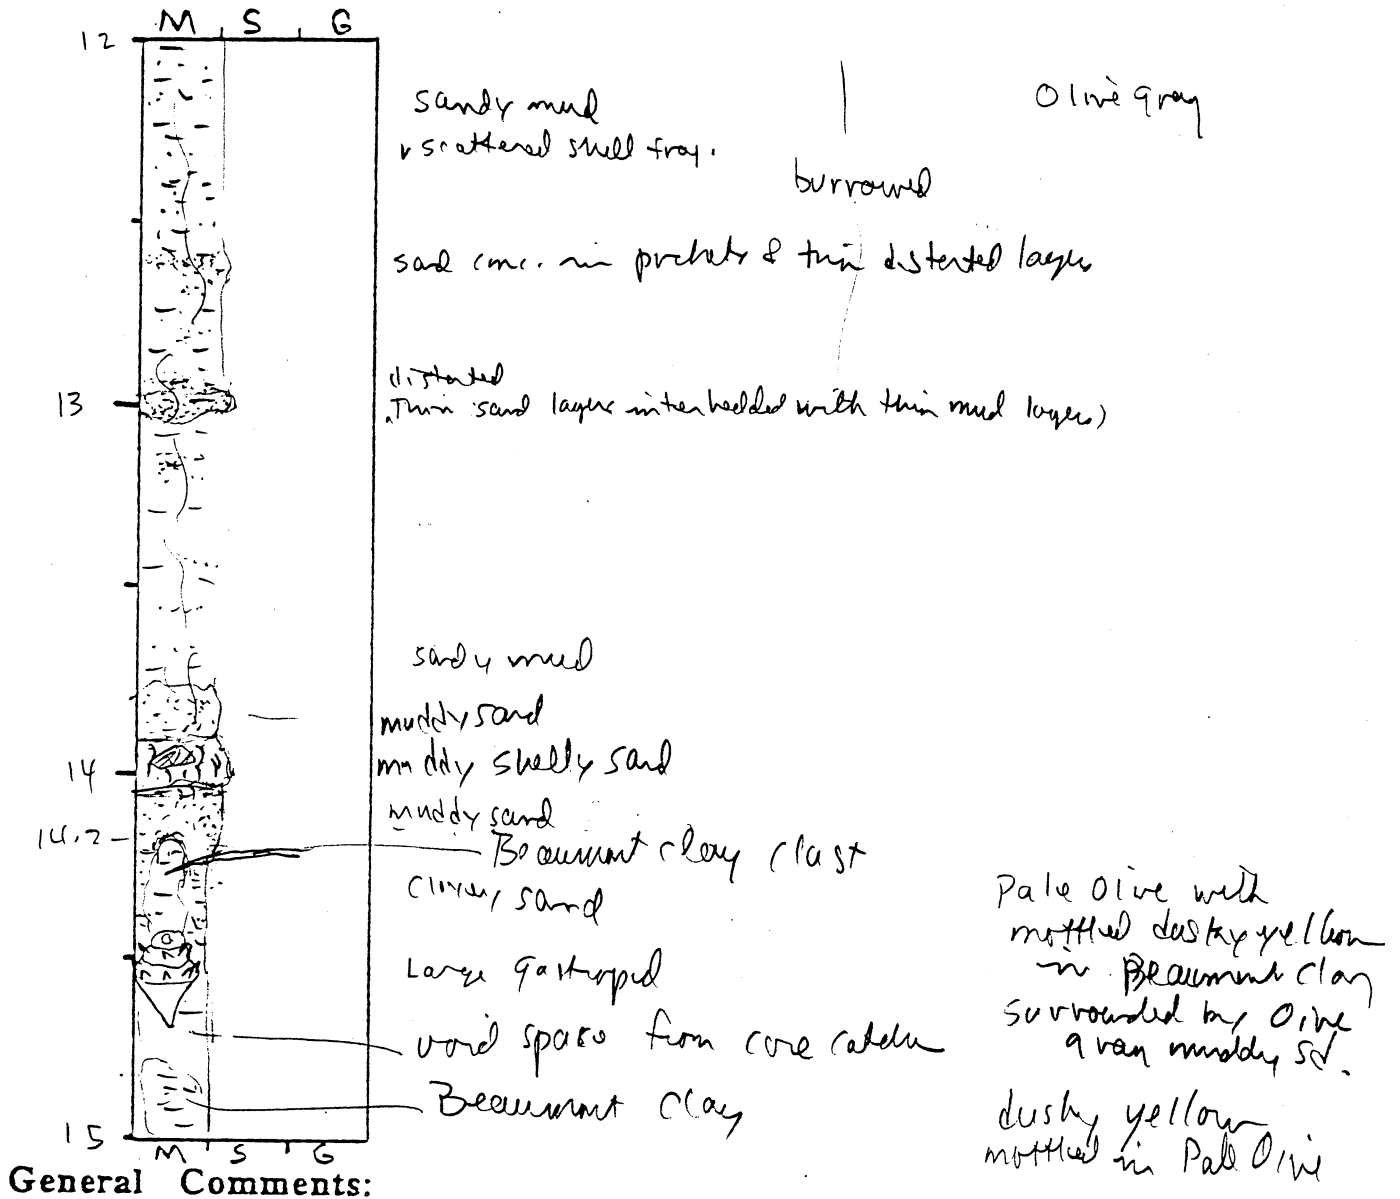 M S G
12
sandy mud
Olive gray
scattered shell frag.
burrowed
sand conc. in pockets & thin distorted layers
distorted
13
Thin sand layers interbedded with thin mud layers)
sandy mud
muddy sand
14
muddy shelly sand
muddy sand
14.2
Beaumont clay clast
clayey sand
Pale Olive with
mottled dusky yellow
in Beaumont Clay
Large gastropod
surrounded by Olive
gray muddy sd.
void space from core catcher
Beaumont Clay
dusky yellow
mottled in Pale Olive
15
M S G
General Comments: